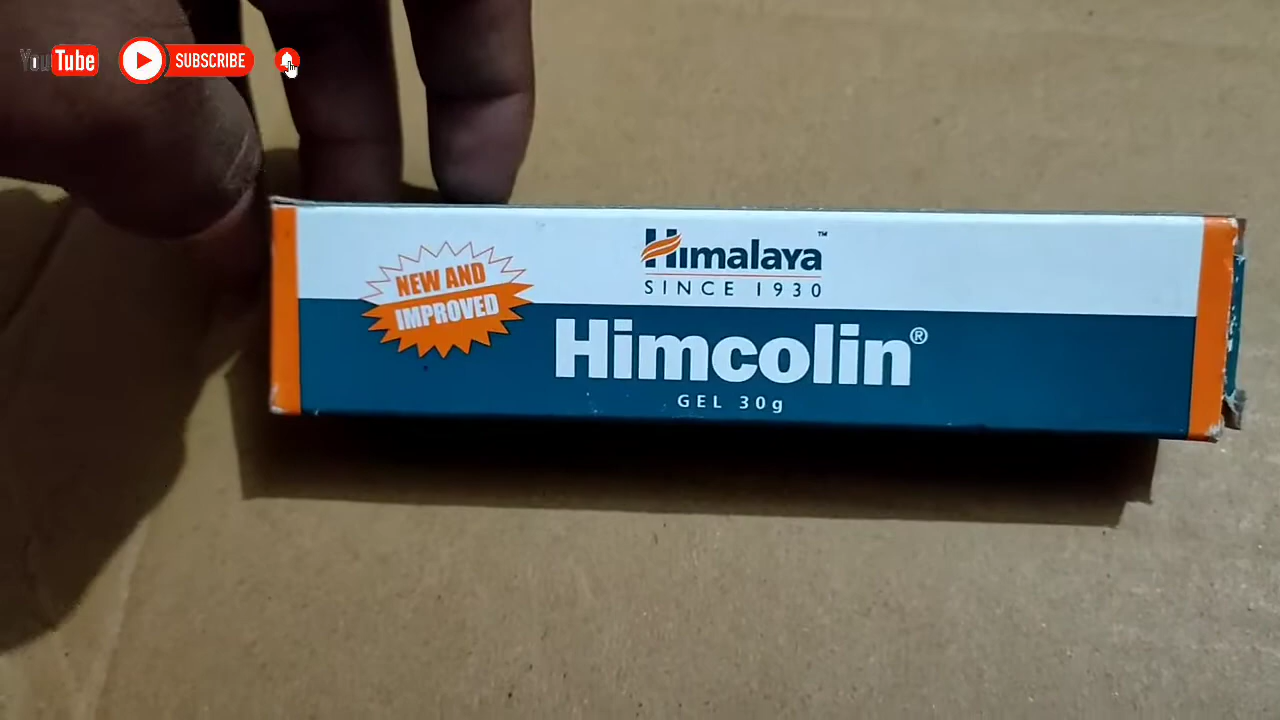 YouTube
SUBSCRIBE
Himalaya™
SINCE 1930
NEW AND
IMPROVED
Himcolin®
GEL 30g